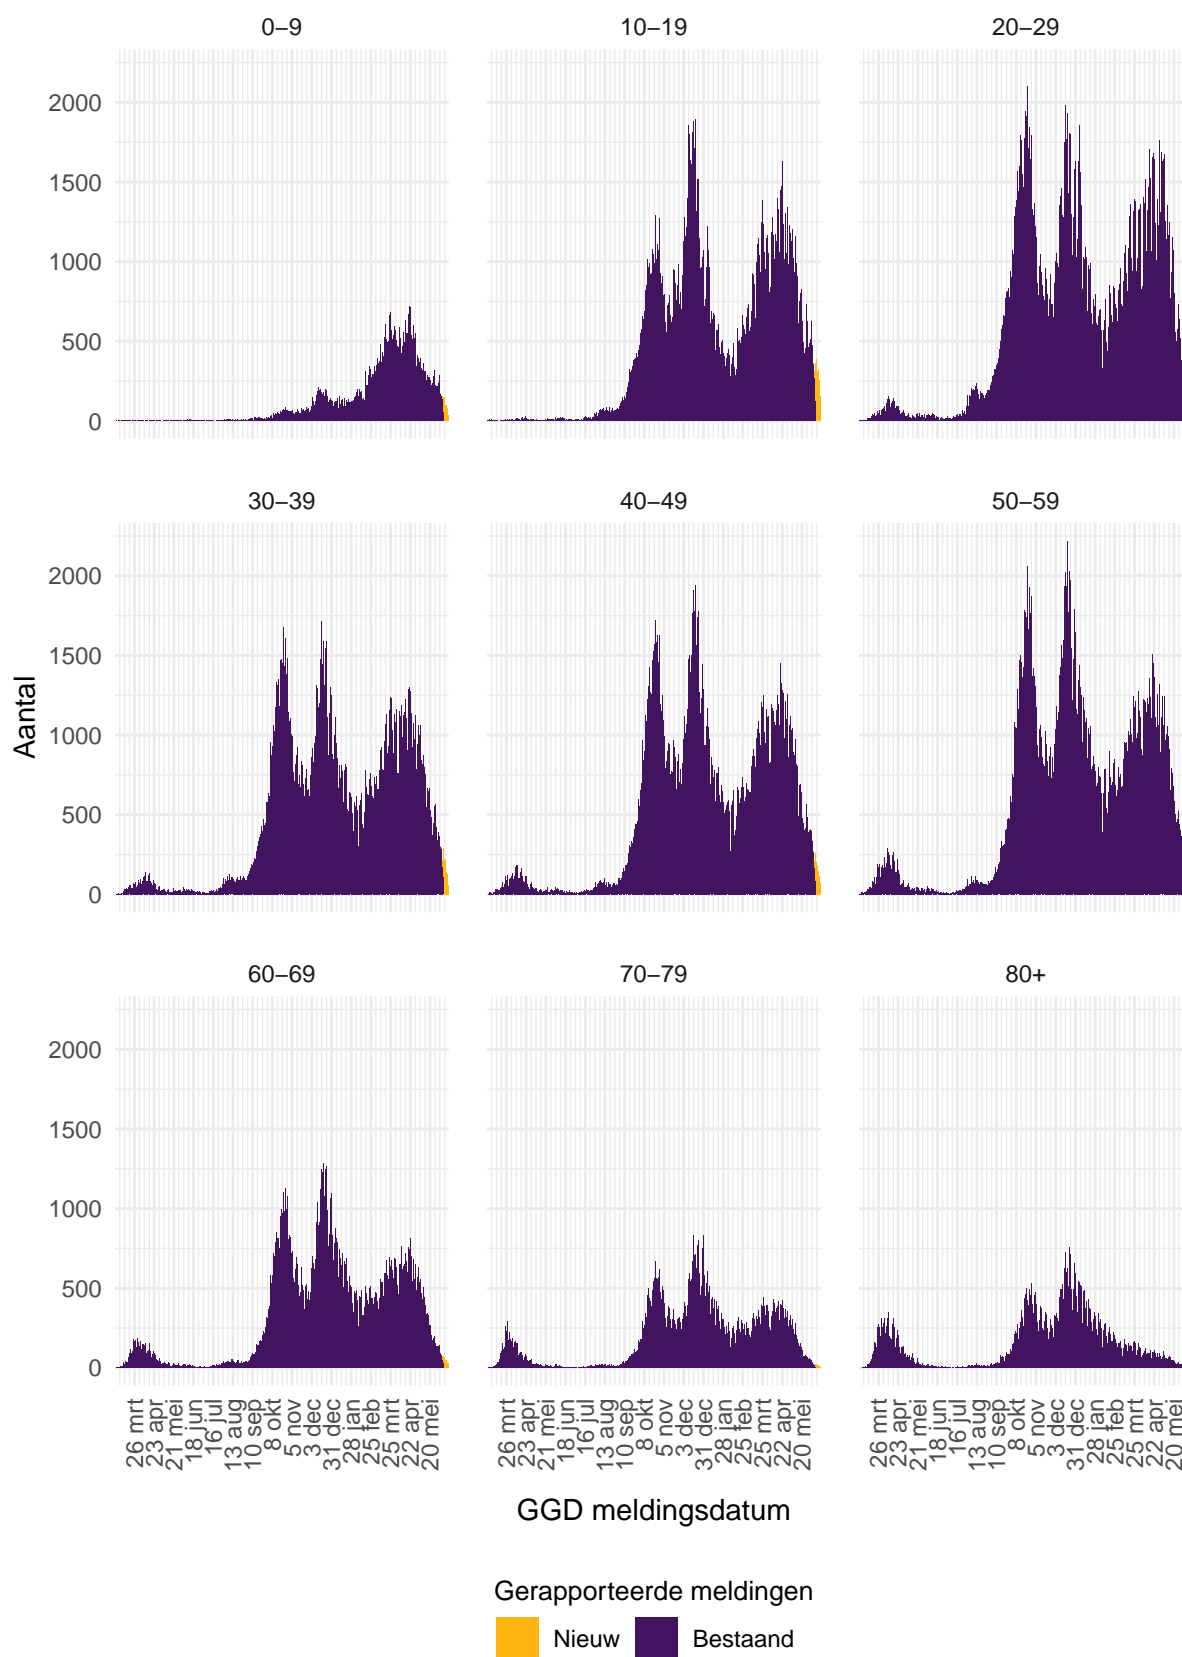 0–9 10–19 20–29
2000
1500
1000
500
0
30–39 40–49 50–59
2000
1500
1000
500
0
Aantal
60–69 70–79 80+
2000
1500
1000
500
0
26 mrt 23 apr 21 mei 18 jun 16 jul 13 aug 10 sep 8 okt 5 nov 3 dec 31 dec 28 jan 25 feb 25 mrt 22 apr 20 mei
26 mrt 23 apr 21 mei 18 jun 16 jul 13 aug 10 sep 8 okt 5 nov 3 dec 31 dec 28 jan 25 feb 25 mrt 22 apr 20 mei
26 mrt 23 apr 21 mei 18 jun 16 jul 13 aug 10 sep 8 okt 5 nov 3 dec 31 dec 28 jan 25 feb 25 mrt 22 apr 20 mei
GGD meldingsdatum
Gerapporteerde meldingen
Nieuw Bestaand